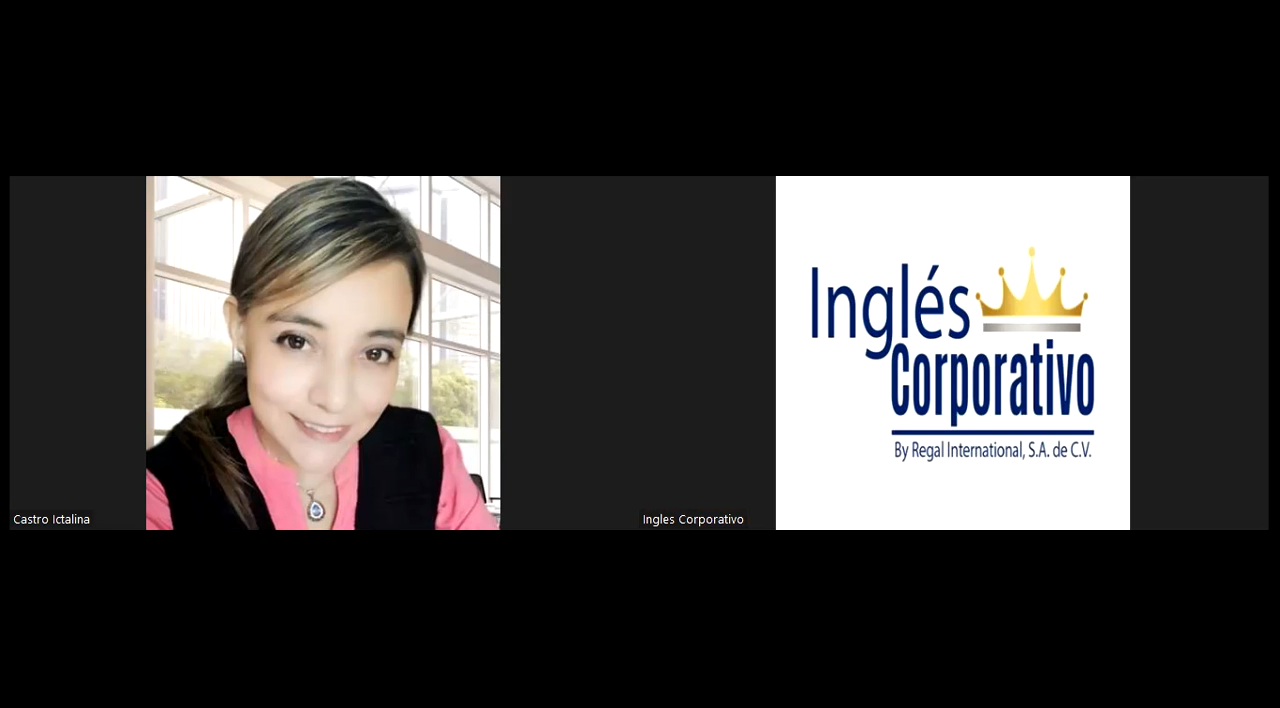 Castro Ictalina
Inglés
Corporativo
By Regal International, S.A. de C.V.
Ingles Corporativo